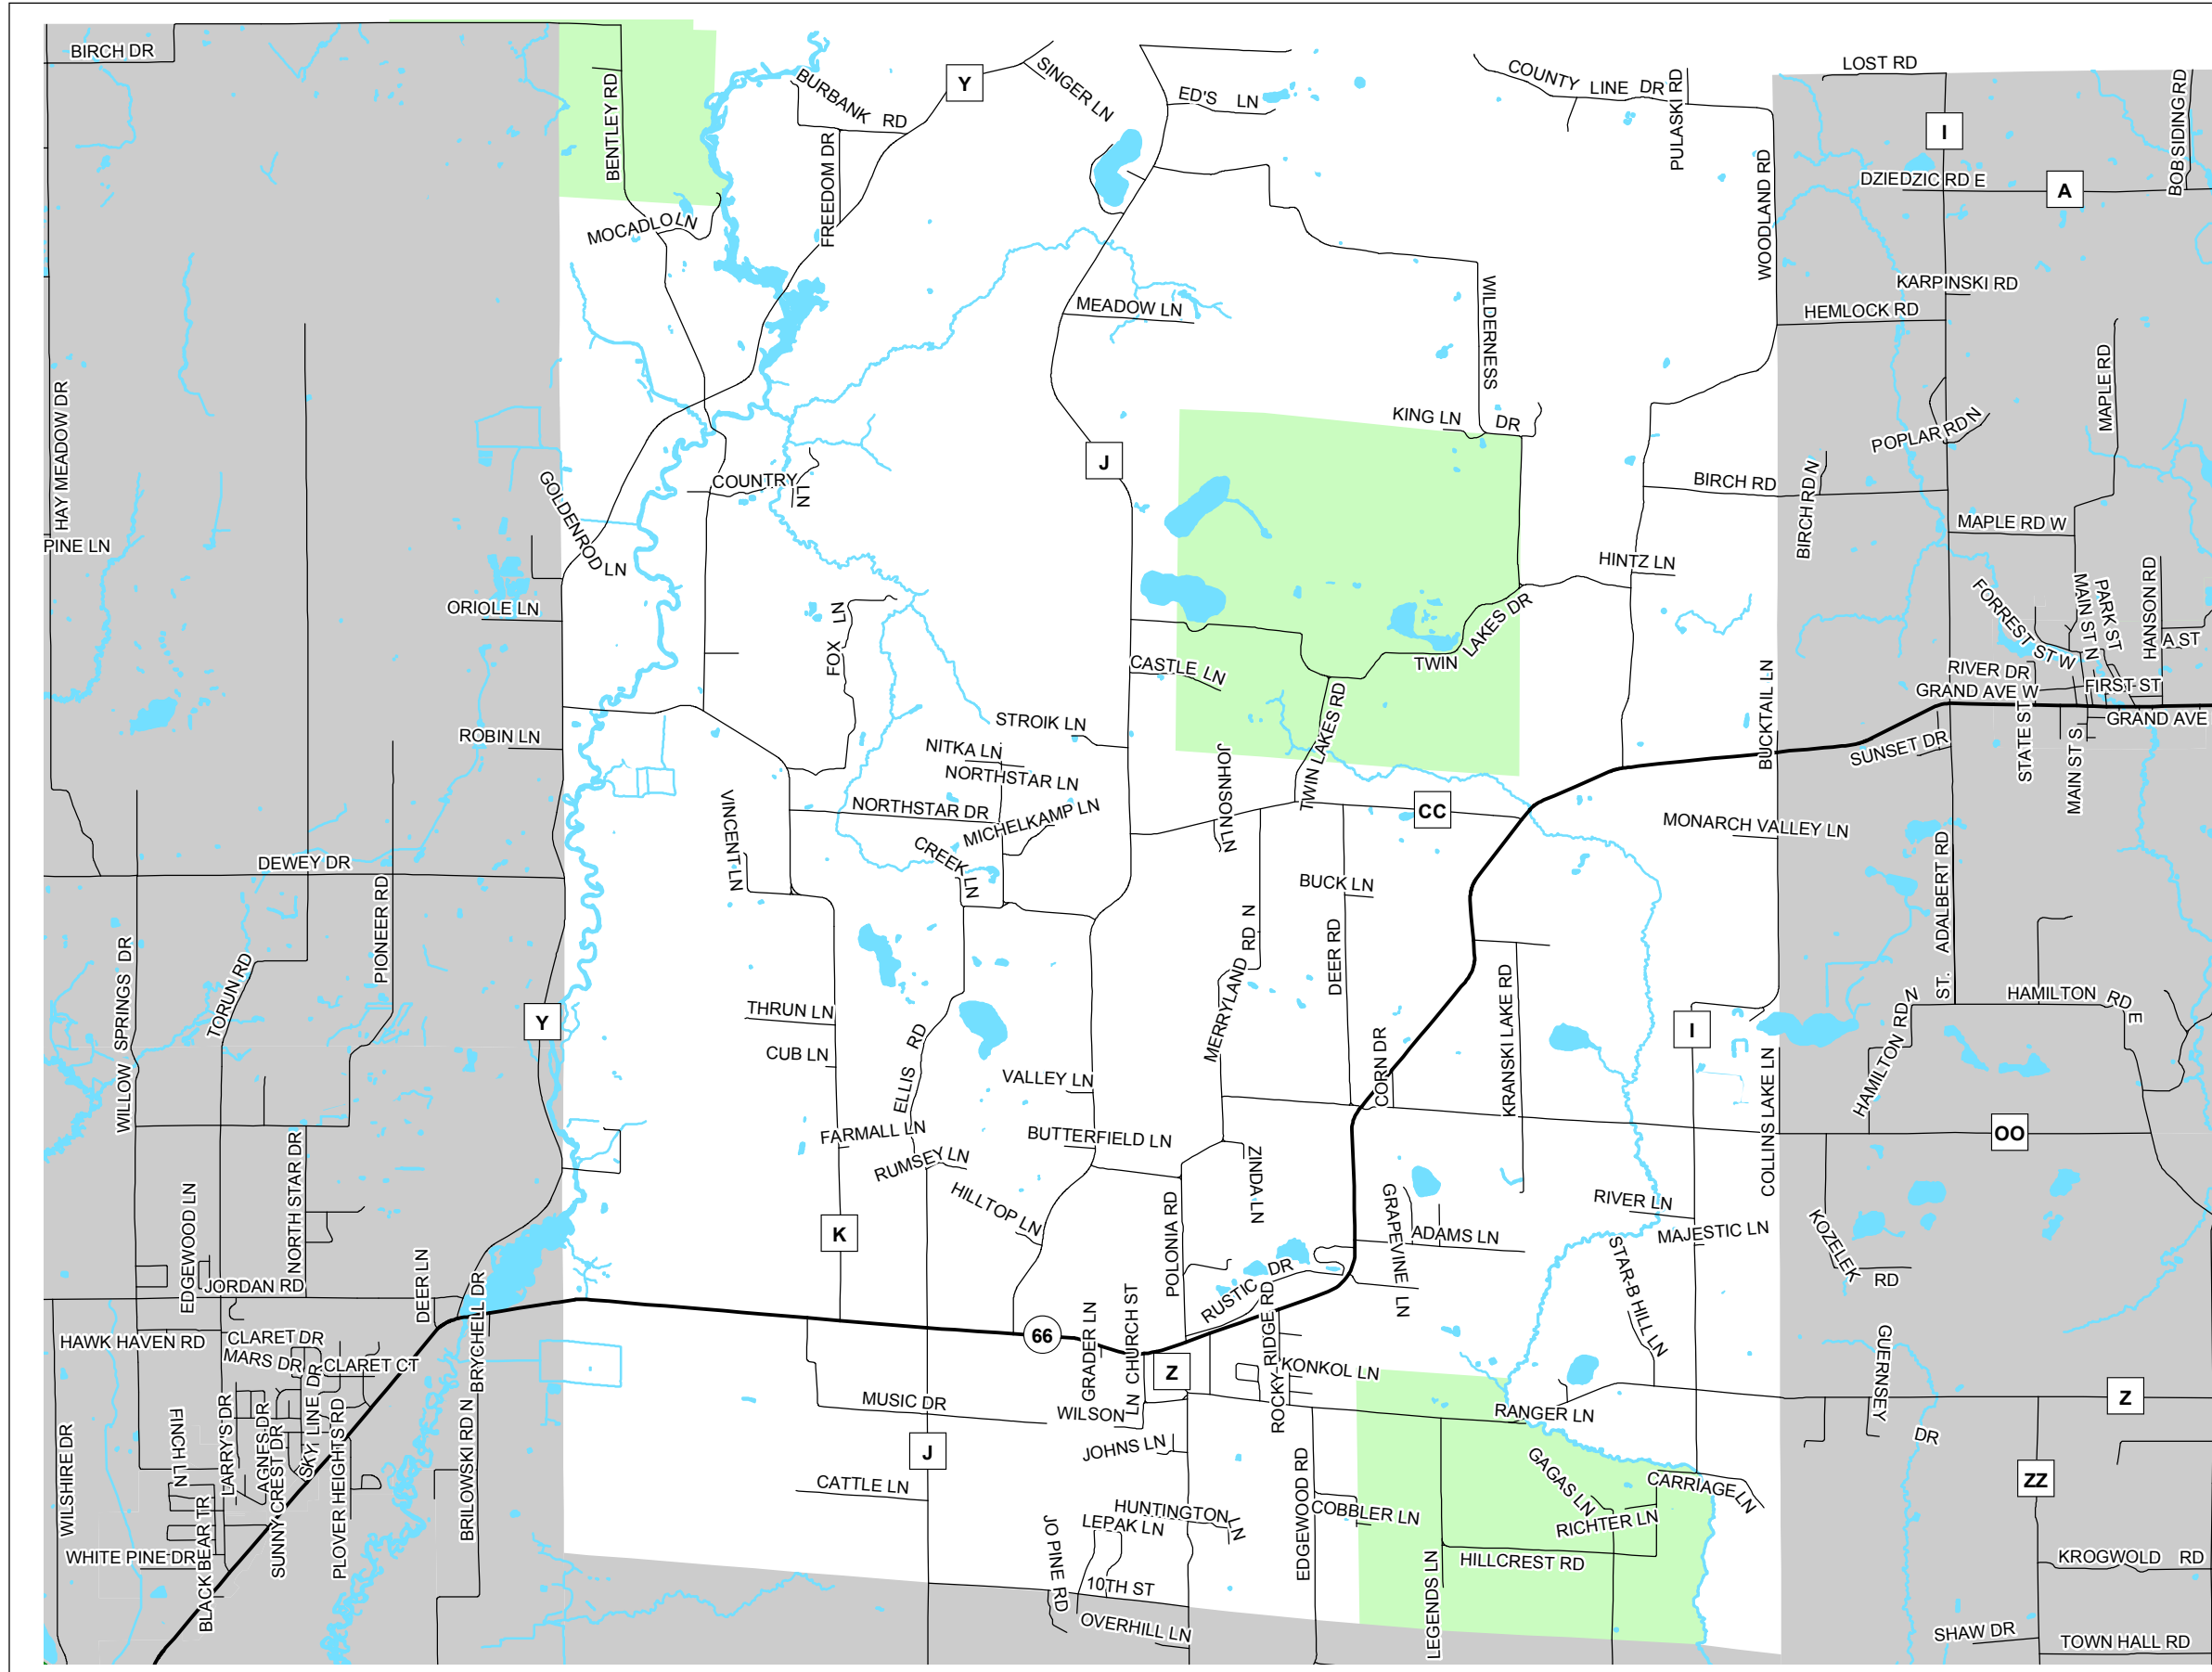 BIRCH DR
BENTLEY RD
BURBANK RD
Y
SINGER LN
ED'S LN
COUNTY LINE DR
PULASKI RD
LOST RD
BOBSIDING RD
I
DZIEDZIC RD E
A
MOCADLO LN
FREEDOM DR
WOODLAND RD
KARPINSKI RD
HEMLOCK RD
MEADOW LN
WILDERNESS DR
MAPLE RD
HAY MEADOW DR
KING LN
POPLAR RD N
J
COUNTRY LN
GOLDENROD LN
BIRCH RD
BIRCH RD N
MAPLE RD W
PINE LN
HINTZ LN
ORIOLE LN
FOX LN
TWIN LAKES DR
FORREST ST W
MAIN ST N
PARK ST
HANSON RD
A ST
CASTLE LN
RIVER DR
GRAND AVE W
FIRST ST
GRAND AVE
BUCKTAIL LN
STATE ST
MAIN ST S
SUNSET DR
ROBIN LN
STROIK LN
NITKA LN
NORTHSTAR LN
JOHNSON LN
TWIN LAKES RD
NORTHSTAR DR
MICHELKAMP LN
CC
MONARCH VALLEY LN
VINCENT LN
CREEK LN
DEWEY DR
BUCK LN
PIONEER RD
MERRYLAND RD N
DEER RD
ST. ADALBERT RD
WILLOW SPRINGS DR
TORUN RD
KRANSKI LAKE RD
HAMILTON RD N
HAMILTON RD E
Y
THRUN LN
CUB LN
ELLIS RD
VALLEY LN
CORN DR
I
COLLINS LAKE LN
FARMALL LN
BUTTERFIELD LN
OO
NORTH STAR DR
RUMSEY LN
ZINDA LN
HILLTOP LN
POLONIA RD
GRAPEVINE LN
ADAMS LN
RIVER LN
MAJESTIC LN
K
EDGEWOOD LN
JORDAN RD
DEER LN
BRYCHELL DR
RUSTIC DR
STAR-B HILL LN
KOZELEK RD
HAWK HAVEN RD
CLARET DR
MARS DR
CLARET CT
66
GRADER LN
CHURCH ST
Z
ROCKY RIDGE RD
KONKOL LN
GUERNSEY DR
MUSIC DR
WILSON LN
RANGER LN
Z
WILSHIRE DR
FINCH LN
LARRY'S DR
AGNES DR
SUNNYCREST DR
SKY LINE DR
PLOVER HEIGHTS RD
BRILOWSKI RD N
J
JOHNS LN
CATTLE LN
EDGEWOOD RD
GAGAS LN
CARRIAGE LN
ZZ
HUNTINGTON LN
LEPAK LN
COBBLER LN
RICHTER LN
WHITE PINE DR
BLACK BEAR TR
JO PINE RD
10TH ST
OVERHILL LN
LEGENDS LN
HILLCREST RD
KROGWOLD RD
SHAW DR
TOWN HALL RD